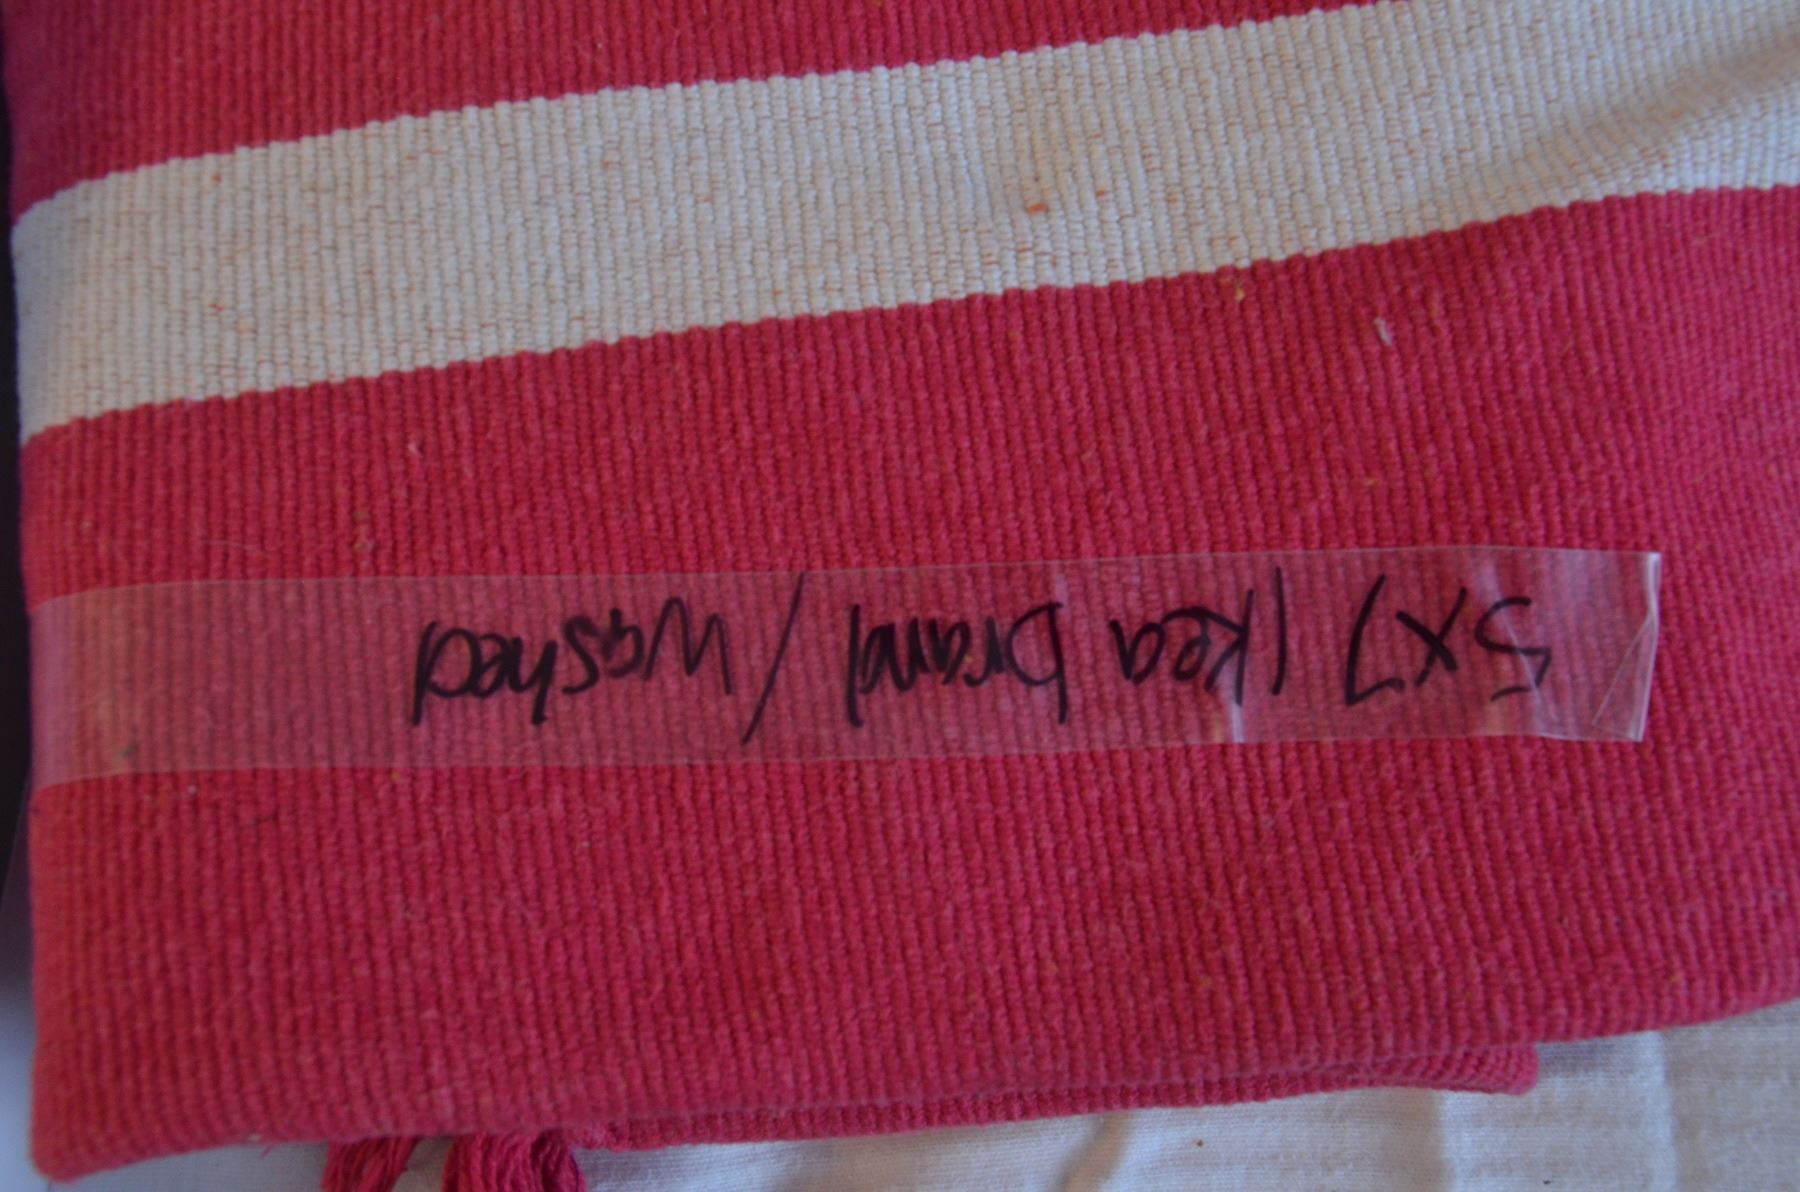 5x7 Ikea brand / Washed